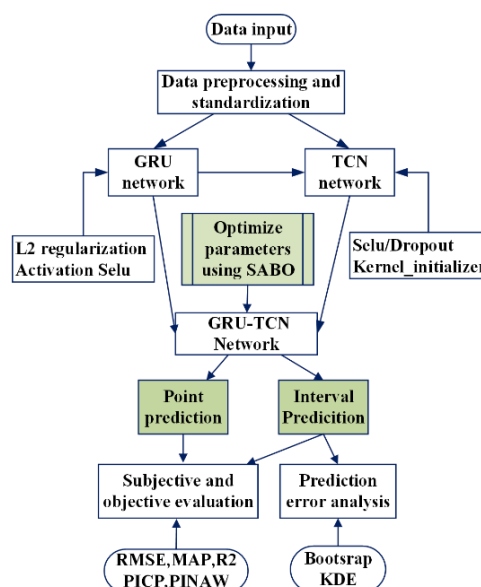 Data input
Data preprocessing and
standardization
GRU
network
TCN
network
L2 regularization
Activation Selu
Optimize
parameters
using SABO
Selu/Dropout
Kernel_initializer
GRU-TCN
Network
Point
prediction
Interval
Predicition
Subjective and
objective evaluation
Prediction
error analysis
RMSE,MAP,R2
PICP,PINAW
Bootsrap
KDE